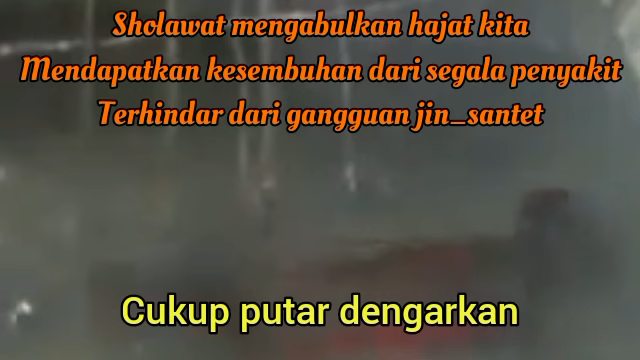 Sholawat mengabulkan hajat kita
Mendapatkan kesembuhan dari segala penyakit
Terhindar dari gangguan jin_santet
Cukup putar dengarkan